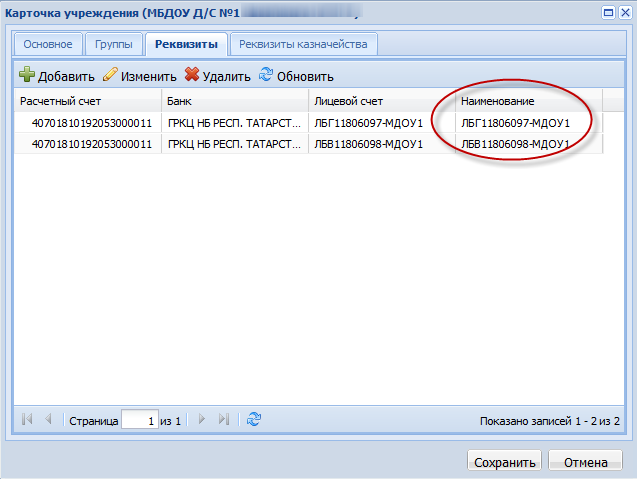 Карточка учреждения (МБДОУ Д/С №1
Основное Группы Реквизиты Реквизиты казначейства
Добавить Изменить Удалить Обновить
Расчетный счет Банк Лицевой счет Наименование
40701810192053000011 ГРКЦ НБ РЕСП. ТАТАРСТ... ЛБГ11806097-МДОУ1 ЛБГ11806097-МДОУ1
40701810192053000011 ГРКЦ НБ РЕСП. ТАТАРСТ... ЛБВ11806098-МДОУ1 ЛБВ11806098-МДОУ1
Страница 1 из 1 Показано записей 1 - 2 из 2
Сохранить Отмена